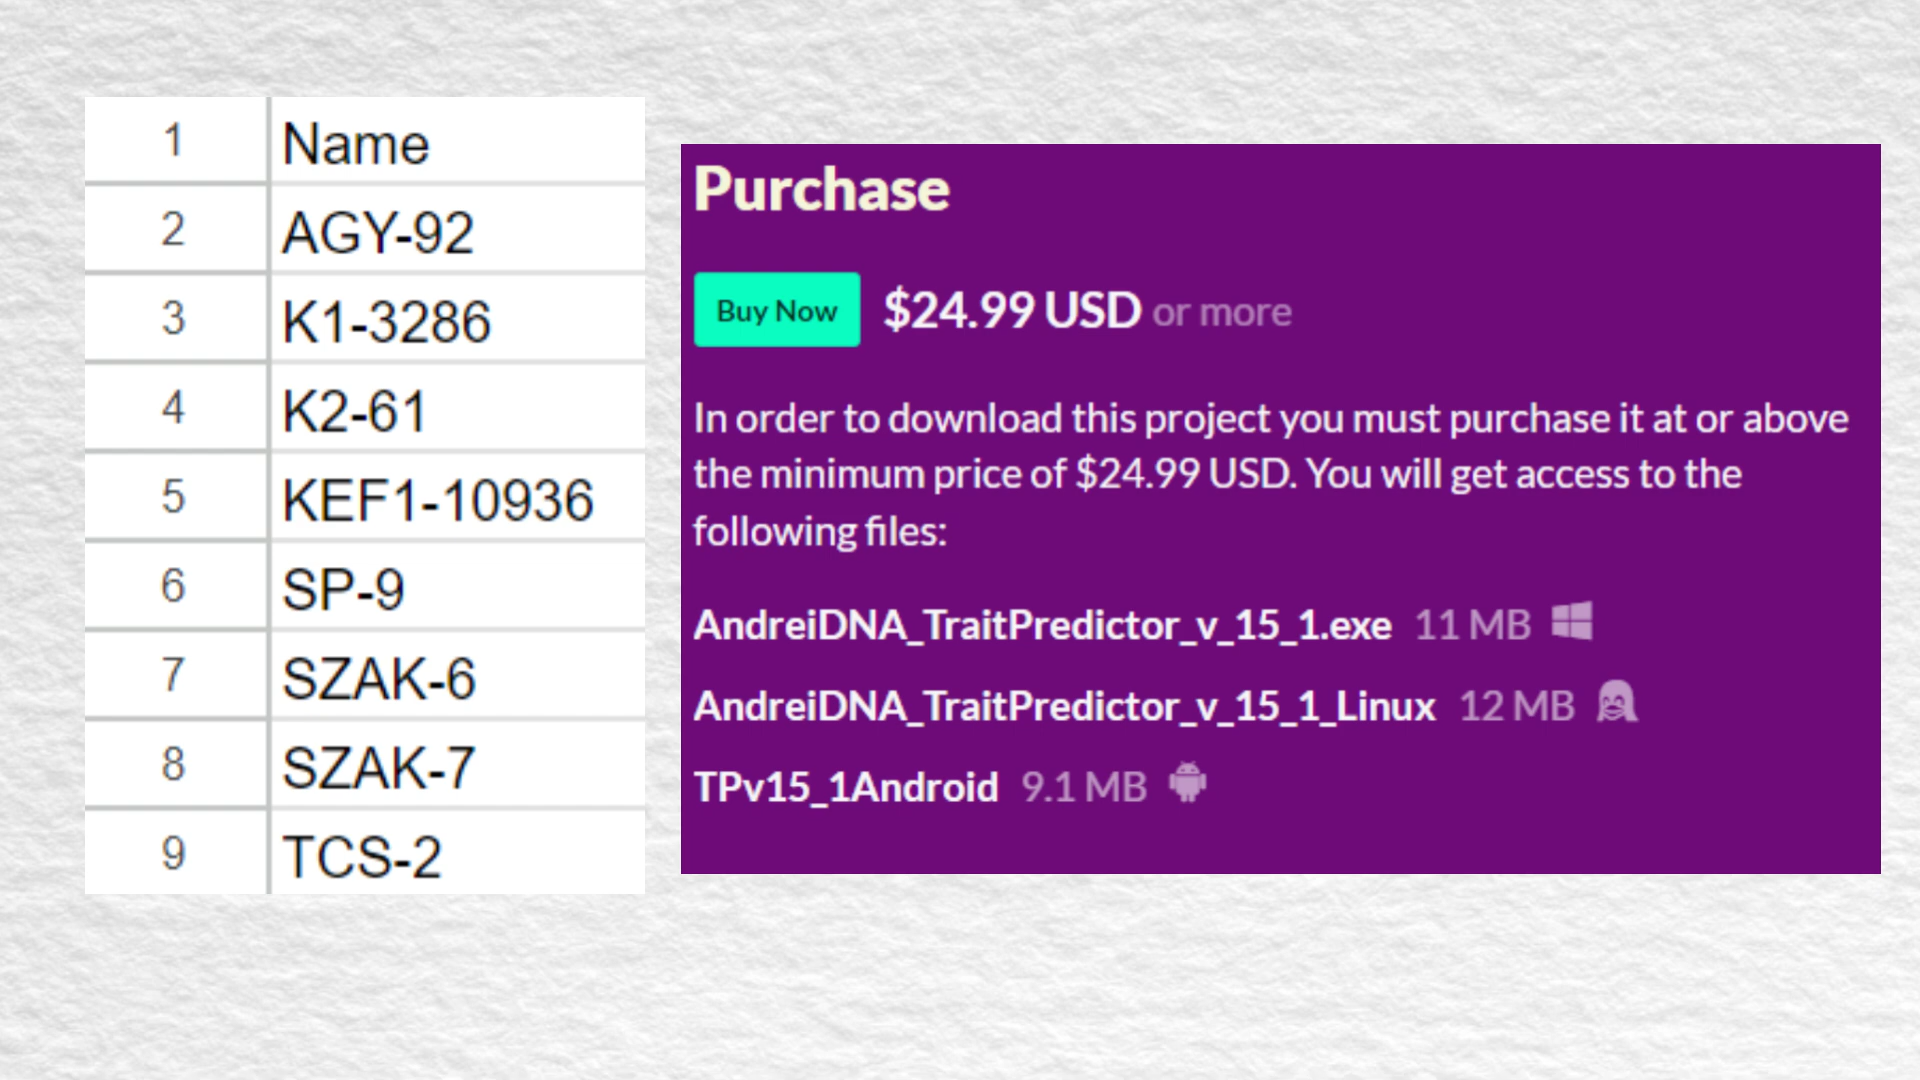 1 Name
2 AGY-92
3 K1-3286
4 K2-61
5 KEF1-10936
6 SP-9
7 SZAK-6
8 SZAK-7
9 TCS-2
Purchase
Buy Now $24.99 USD or more
In order to download this project you must purchase it at or above
the minimum price of $24.99 USD. You will get access to the
following files:
AndreiDNA_TraitPredictor_v_15_1.exe 11 MB
AndreiDNA_TraitPredictor_v_15_1_Linux 12 MB
TPv15_1Android 9.1 MB